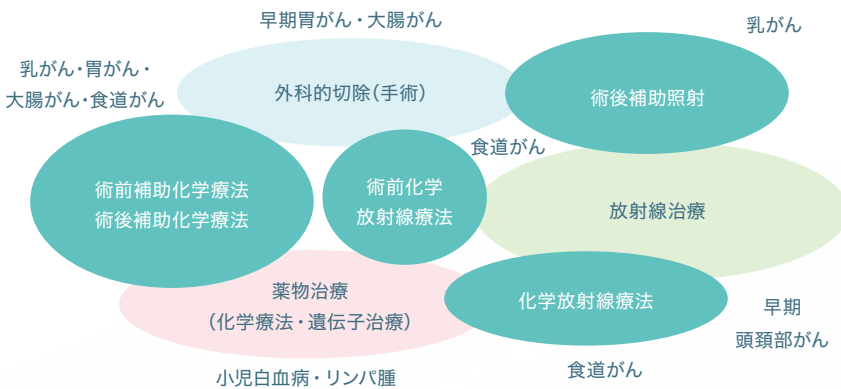 早期胃がん・大腸がん
乳がん
乳がん・胃がん・
大腸がん・食道がん
外科的切除(手術)
術後補助照射
食道がん
術前補助化学療法
術後補助化学療法
術前化学
放射線療法
放射線治療
薬物治療
(化学療法・遺伝子治療)
化学放射線療法
早期
頭頚部がん
小児白血病・リンパ腫
食道がん